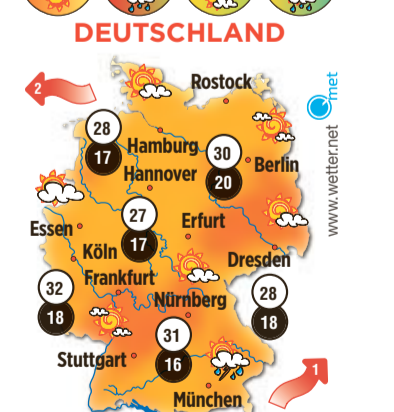 DEUTSCHLAND
2
Rostock
met
www.wetter.net
28
17
Hamburg
30
20
Berlin
Hannover
27
17
Essen
Erfurt
Köln
Dresden
Frankfurt
32
18
Nürnberg
28
18
31
16
Stuttgart
1
München